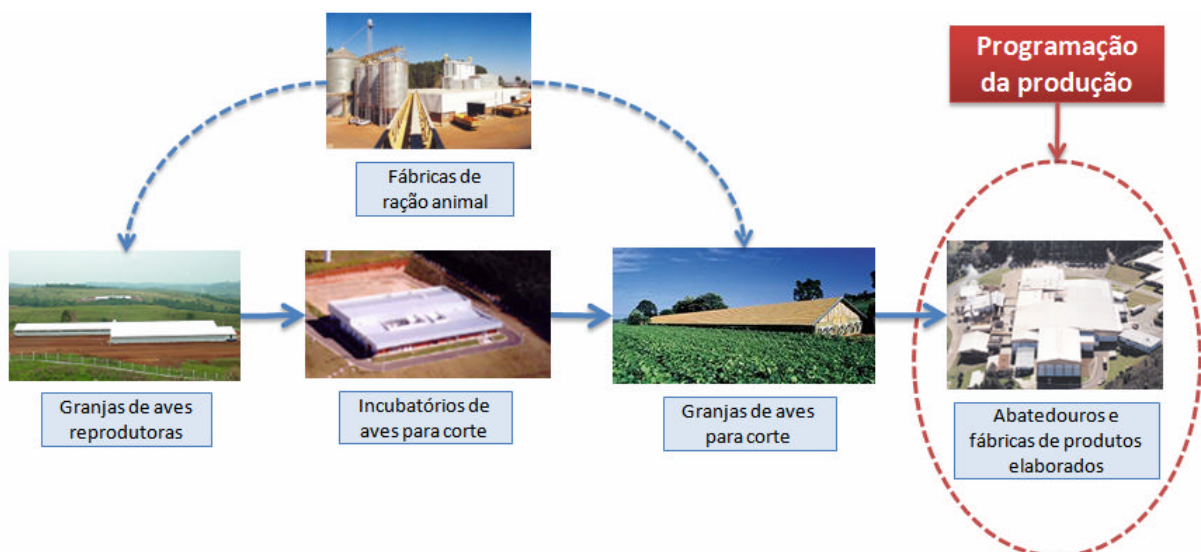 Programação
da produção
Fábricas de
ração animal
Granjas de aves
reprodutoras
Incubatórios de
aves para corte
Granjas de aves
para corte
Abatedouros e
fábricas de produtos
elaborados